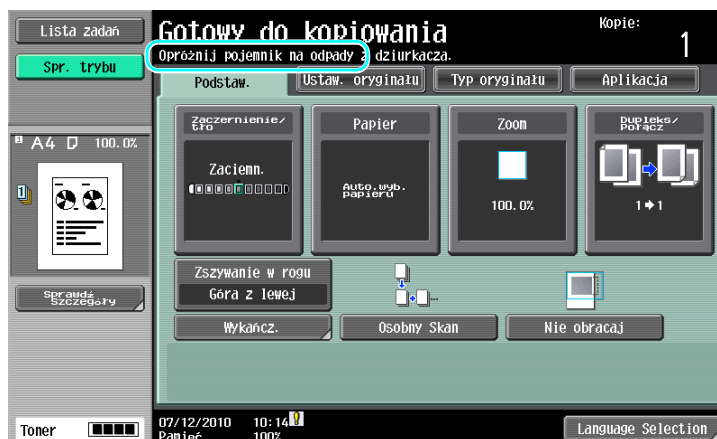 Lista zadań
Spr. trybu
Gotowy do kopiowania
Kopie:
1
Opróżnij pojemnik na odpady z dziurkacza.
Podstaw.
Ustaw. oryginału
Typ oryginału
Aplikacja
A4 100.0%
1
Sprawdź
Szczegóły
Zaczernienie/
tło
Zaciemn.
Papier
Auto.wyb.
papieru
Zoom
100.0%
Dupleks/
Połącz
1 → 1
Zszywanie w rogu
Góra z lewej
Wykańcz.
Osobny Skan
Nie obracaj
Toner
07/12/2010 10:14
Pamięć 100%
Language Selection